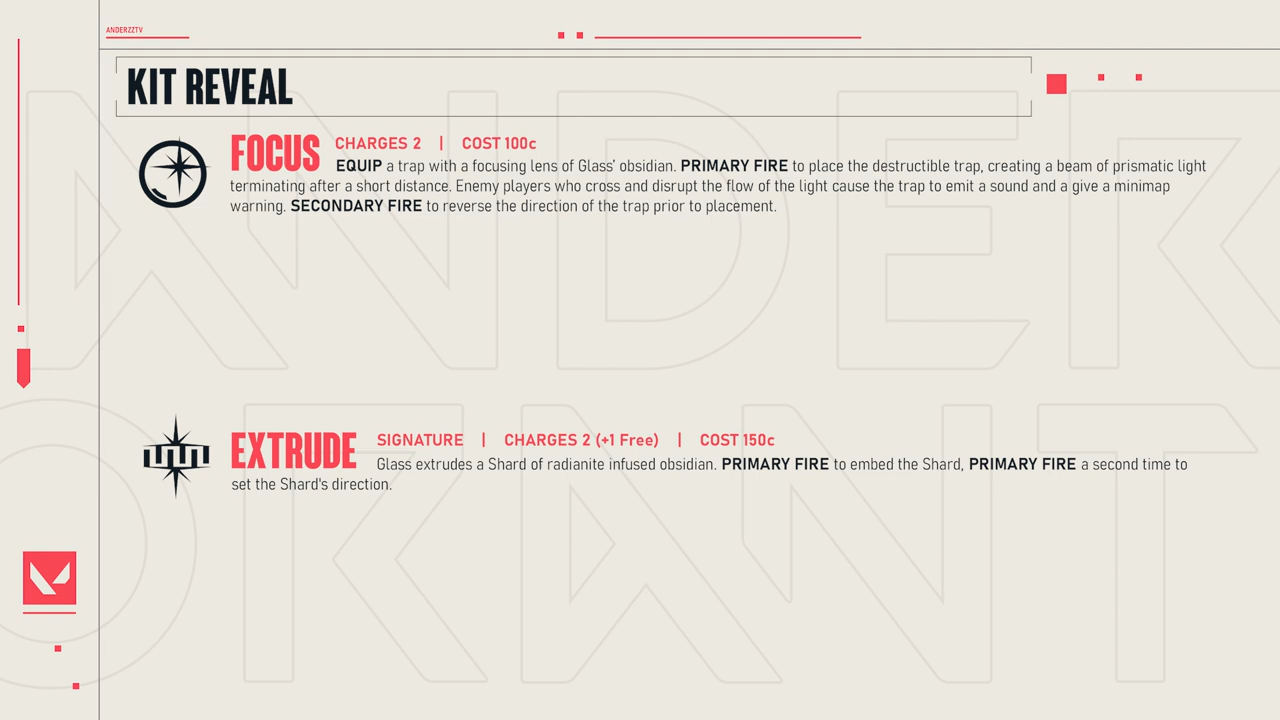 ANDERZZTV
KIT REVEAL
FOCUS CHARGES 2 | COST 100c
EQUIP a trap with a focusing lens of Glass' obsidian. PRIMARY FIRE to place the destructible trap, creating a beam of prismatic light
terminating after a short distance. Enemy players who cross and disrupt the flow of the light cause the trap to emit a sound and a give a minimap
warning. SECONDARY FIRE to reverse the direction of the trap prior to placement.
EXTRUDE SIGNATURE | CHARGES 2 (+1 Free) | COST 150c
Glass extrudes a Shard of radianite infused obsidian. PRIMARY FIRE to embed the Shard, PRIMARY FIRE a second time to
set the Shard's direction.